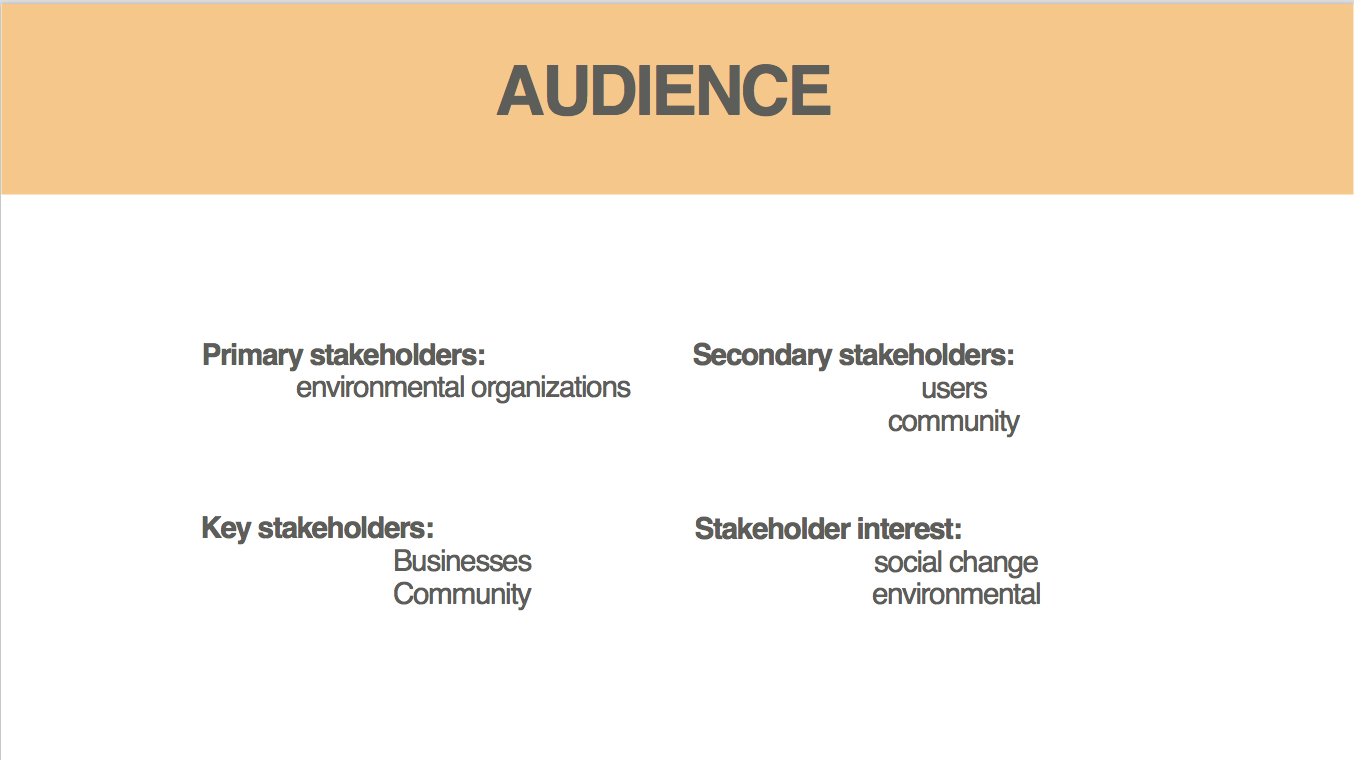 AUDIENCE
Primary stakeholders:
environmental organizations
Secondary stakeholders:
users
community
Key stakeholders:
Businesses
Community
Stakeholder interest:
social change
environmental